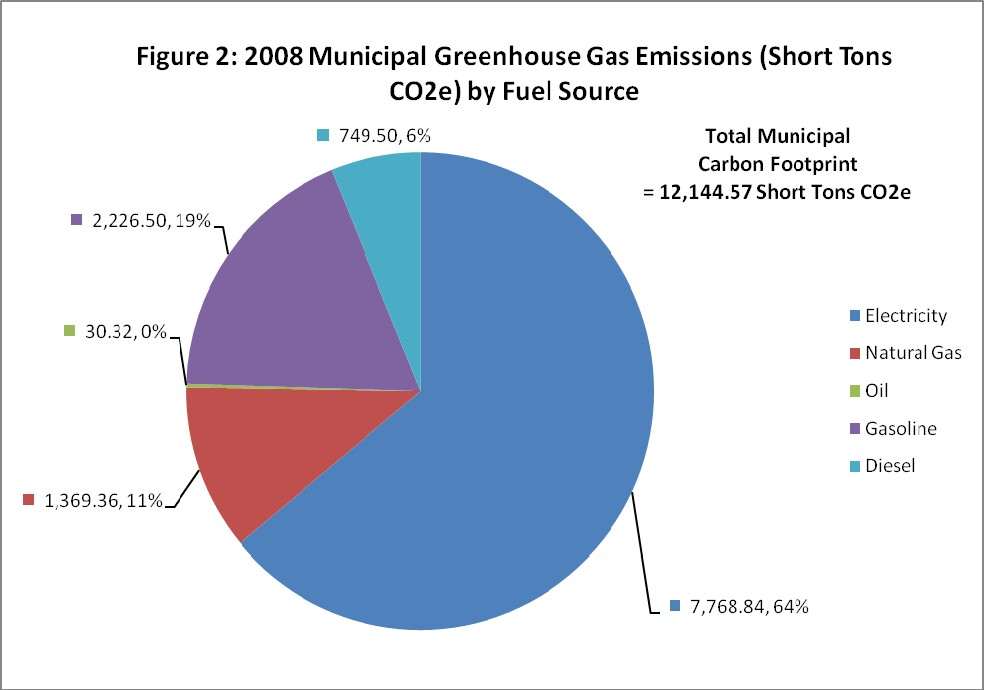 Figure 2: 2008 Municipal Greenhouse Gas Emissions (Short Tons
CO2e) by Fuel Source
Total Municipal
Carbon Footprint
= 12,144.57 Short Tons CO2e
749.50, 6%
2,226.50, 19%
30.32, 0%
1,369.36, 11%
7,768.84, 64%
Electricity
Natural Gas
Oil
Gasoline
Diesel